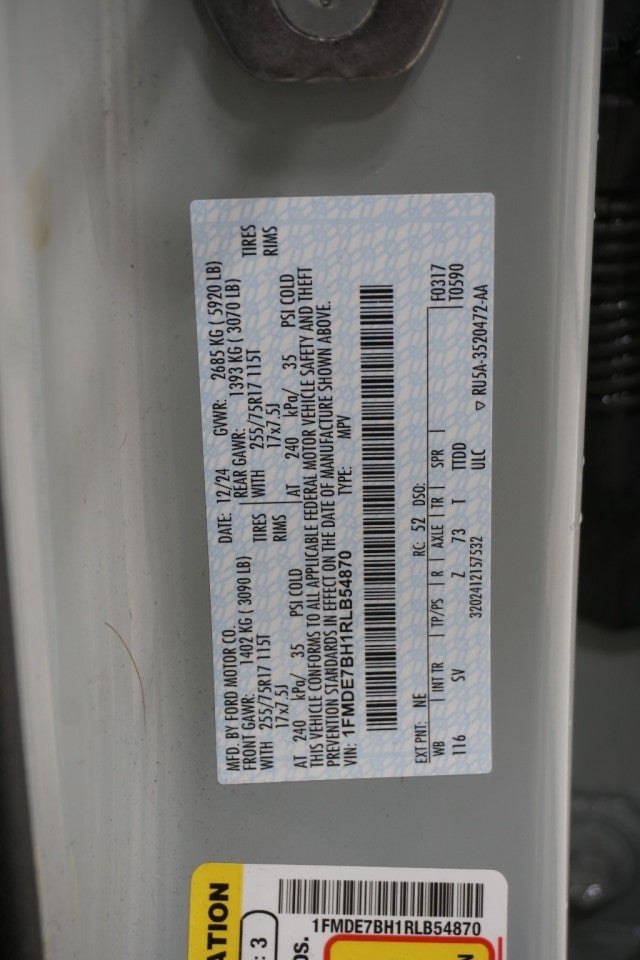 MFD. BY FORD MOTOR CO.
DATE: 12/24
GVWR: 2685 KG ( 5920 LB)
FRONT GAWR: 1402 KG ( 3090 LB)
REAR GAWR: 1393 KG ( 3070 LB)
WITH 255/75R17 115T TIRES
WITH 255/75R17 115T TIRES
17x7.5J RIMS
17x7.5J RIMS
AT 240 kPa/ 35 PSI COLD
AT 240 kPa/ 35 PSI COLD
THIS VEHICLE CONFORMS TO ALL APPLICABLE FEDERAL MOTOR VEHICLE SAFETY AND THEFT
PREVENTION STANDARDS IN EFFECT ON THE DATE OF MANUFACTURE SHOWN ABOVE.
VIN: 1FMDE7BH1RLB54870
TYPE: MPV
EXT PNT: NE RC: 52 DSO: F0317
WB INT TR TP/PS R AXLE TR SPR T0590
116 SV Z 73 T TTDD
3202412157532 ULC ▽ RU5A-3520472-AA
1FMDE7BH1RLB54870
ATION
: 3
OS.